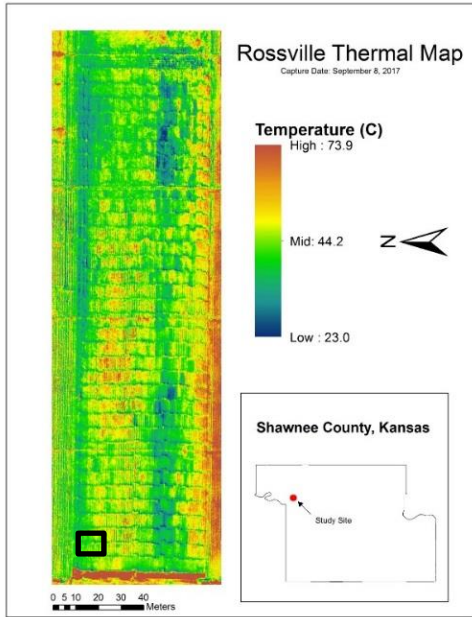 Rossville Thermal Map
Capture Date: September 8, 2017
Temperature (C)
High : 73.9
Mid: 44.2
Low : 23.0
N
Shawnee County, Kansas
Study Site
0 5 10 20 30 40
Meters